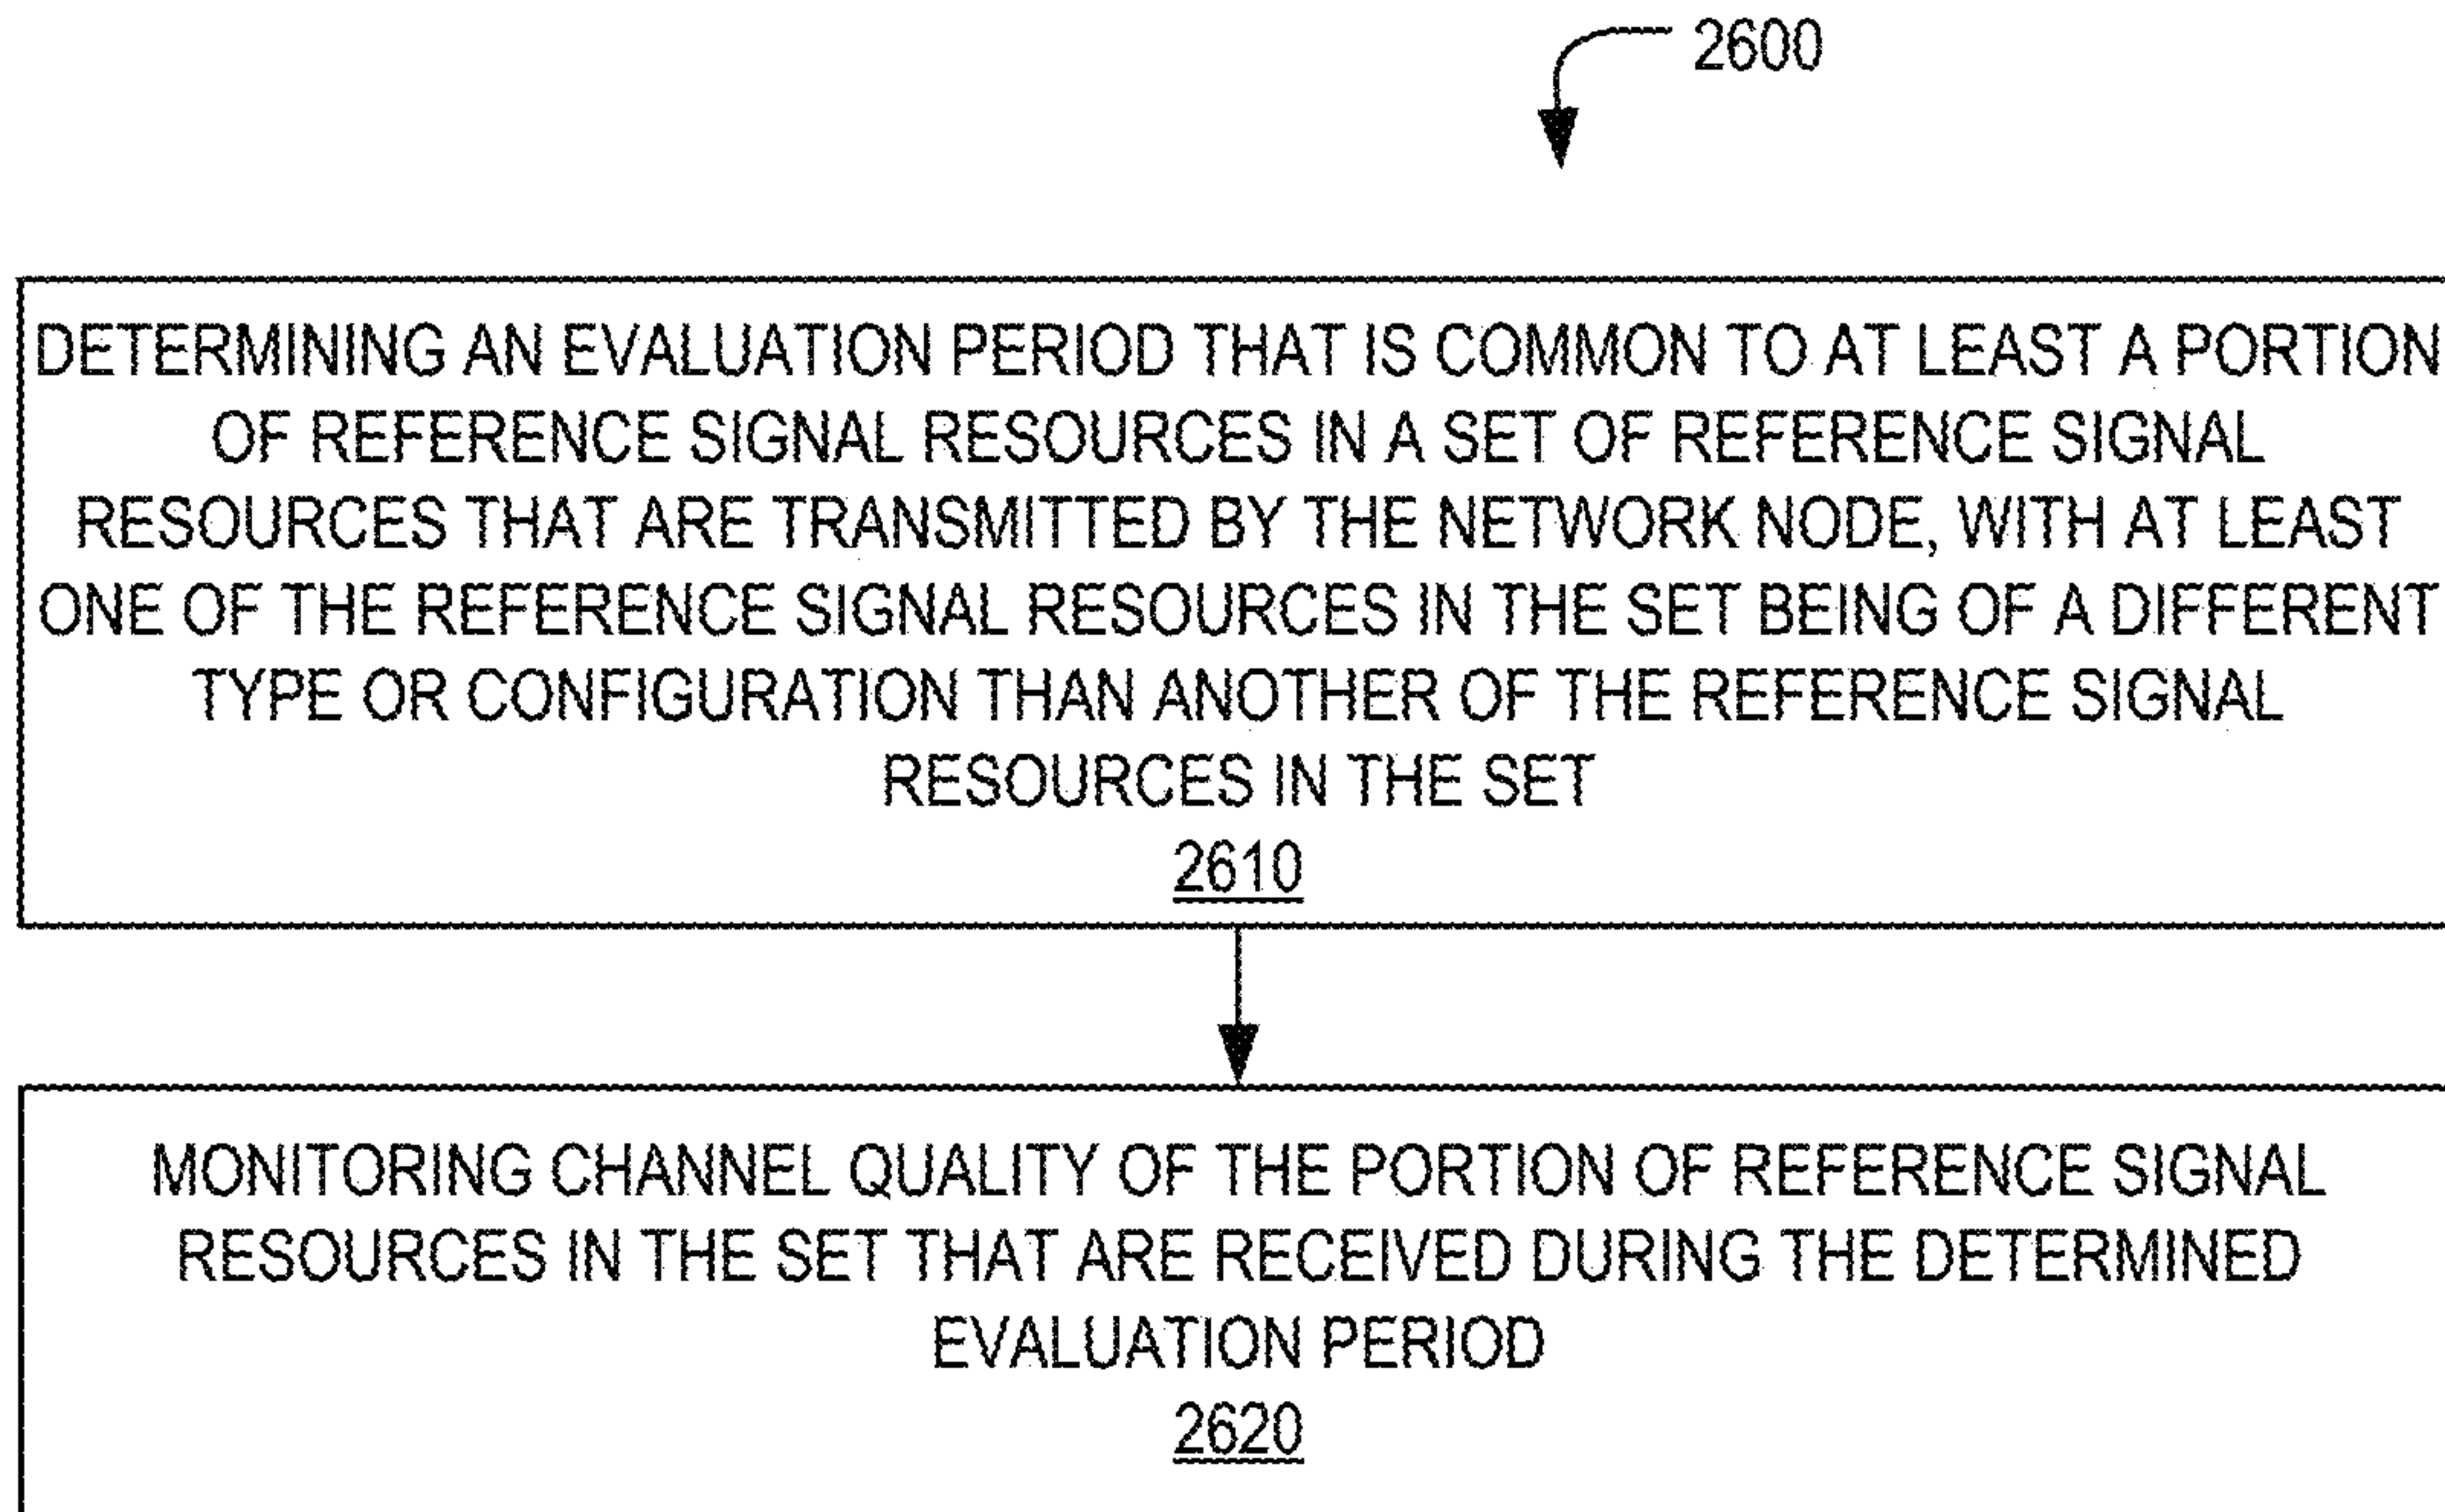 2600
DETERMINING AN EVALUATION PERIOD THAT IS COMMON TO AT LEAST A PORTION
OF REFERENCE SIGNAL RESOURCES IN A SET OF REFERENCE SIGNAL
RESOURCES THAT ARE TRANSMITTED BY THE NETWORK NODE, WITH AT LEAST
ONE OF THE REFERENCE SIGNAL RESOURCES IN THE SET BEING OF A DIFFERENT
TYPE OR CONFIGURATION THAN ANOTHER OF THE REFERENCE SIGNAL
RESOURCES IN THE SET
2610
MONITORING CHANNEL QUALITY OF THE PORTION OF REFERENCE SIGNAL
RESOURCES IN THE SET THAT ARE RECEIVED DURING THE DETERMINED
EVALUATION PERIOD
2620